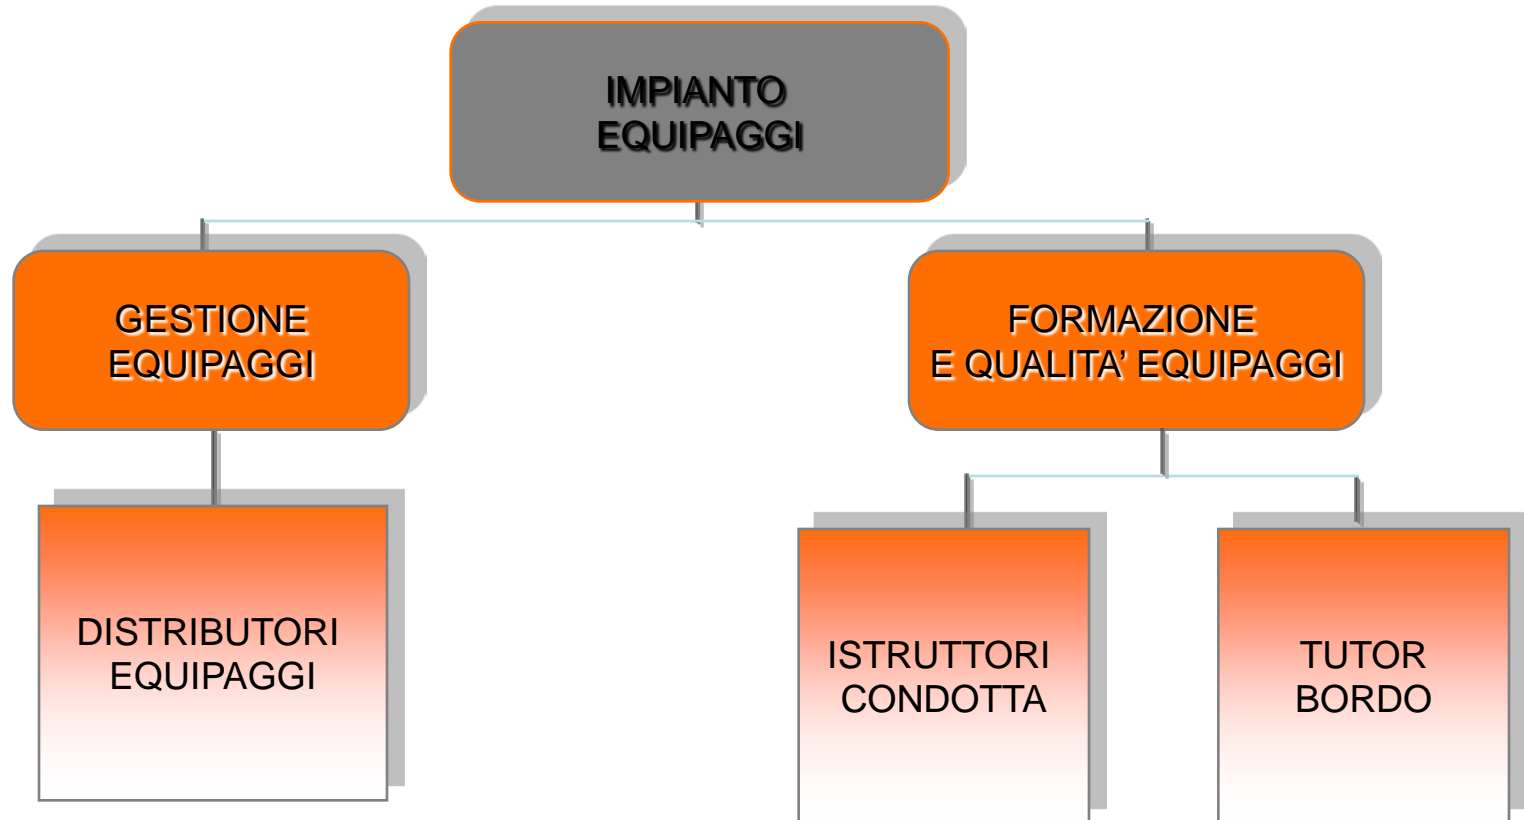 IMPIANTO
EQUIPAGGI
GESTIONE
EQUIPAGGI
FORMAZIONE
E QUALITA’ EQUIPAGGI
DISTRIBUTORI
EQUIPAGGI
ISTRUTTORI
CONDOTTA
TUTOR
BORDO